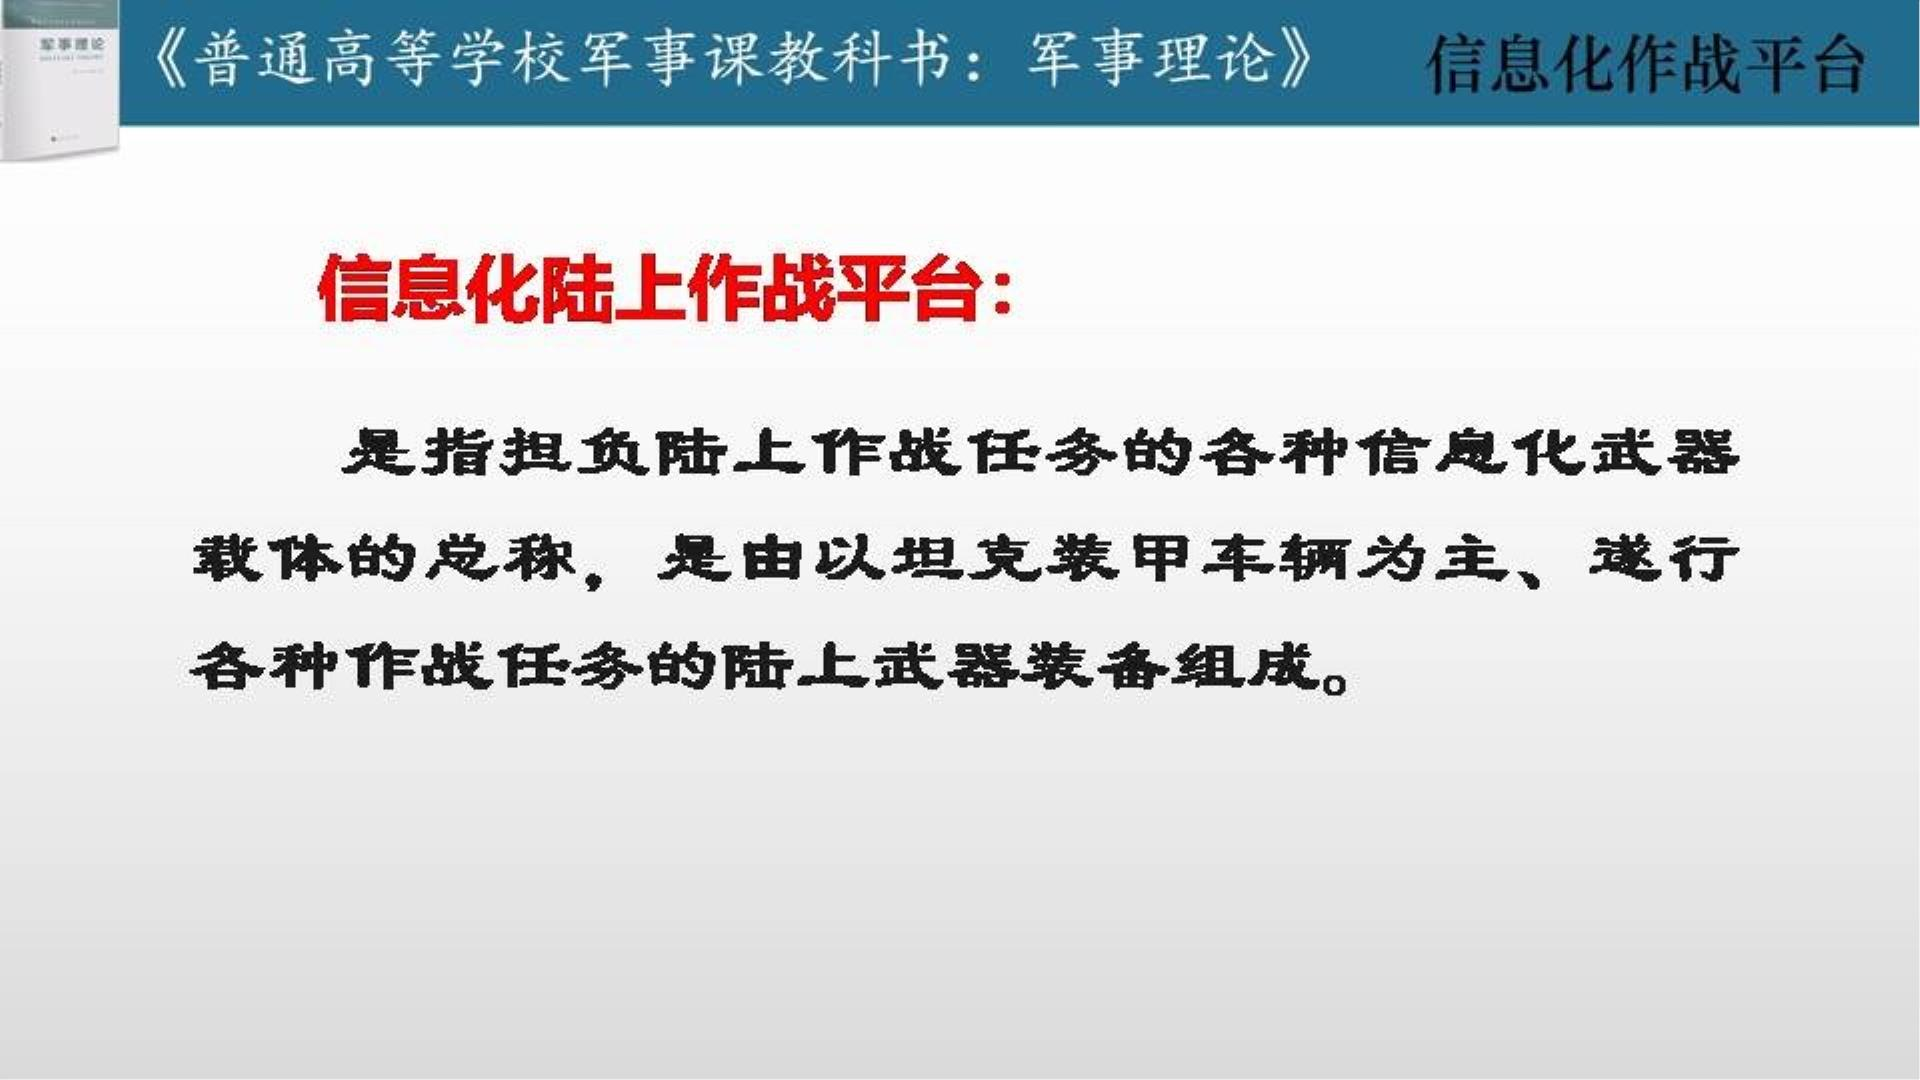 军事理论
《普通高等学校军事课教科书：军事理论》
信息化作战平台
信息化陆上作战平台：
是指担负陆上作战任务的各种信息化武器
载体的总称，是由以坦克装甲车辆为主、遂行
各种作战任务的陆上武器装备组成。